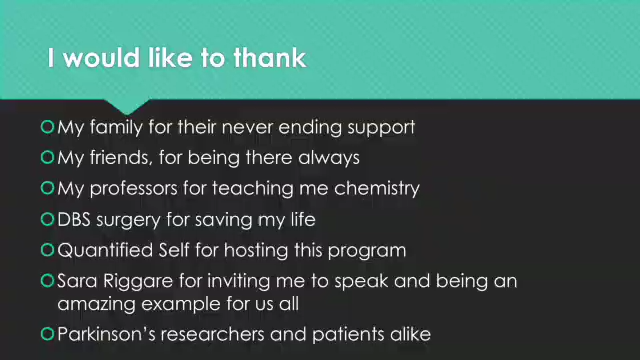 I would like to thank
My family for their never ending support
My friends, for being there always
My professors for teaching me chemistry
DBS surgery for saving my life
Quantified Self for hosting this program
Sara Riggare for inviting me to speak and being an
amazing example for us all
Parkinson's researchers and patients alike